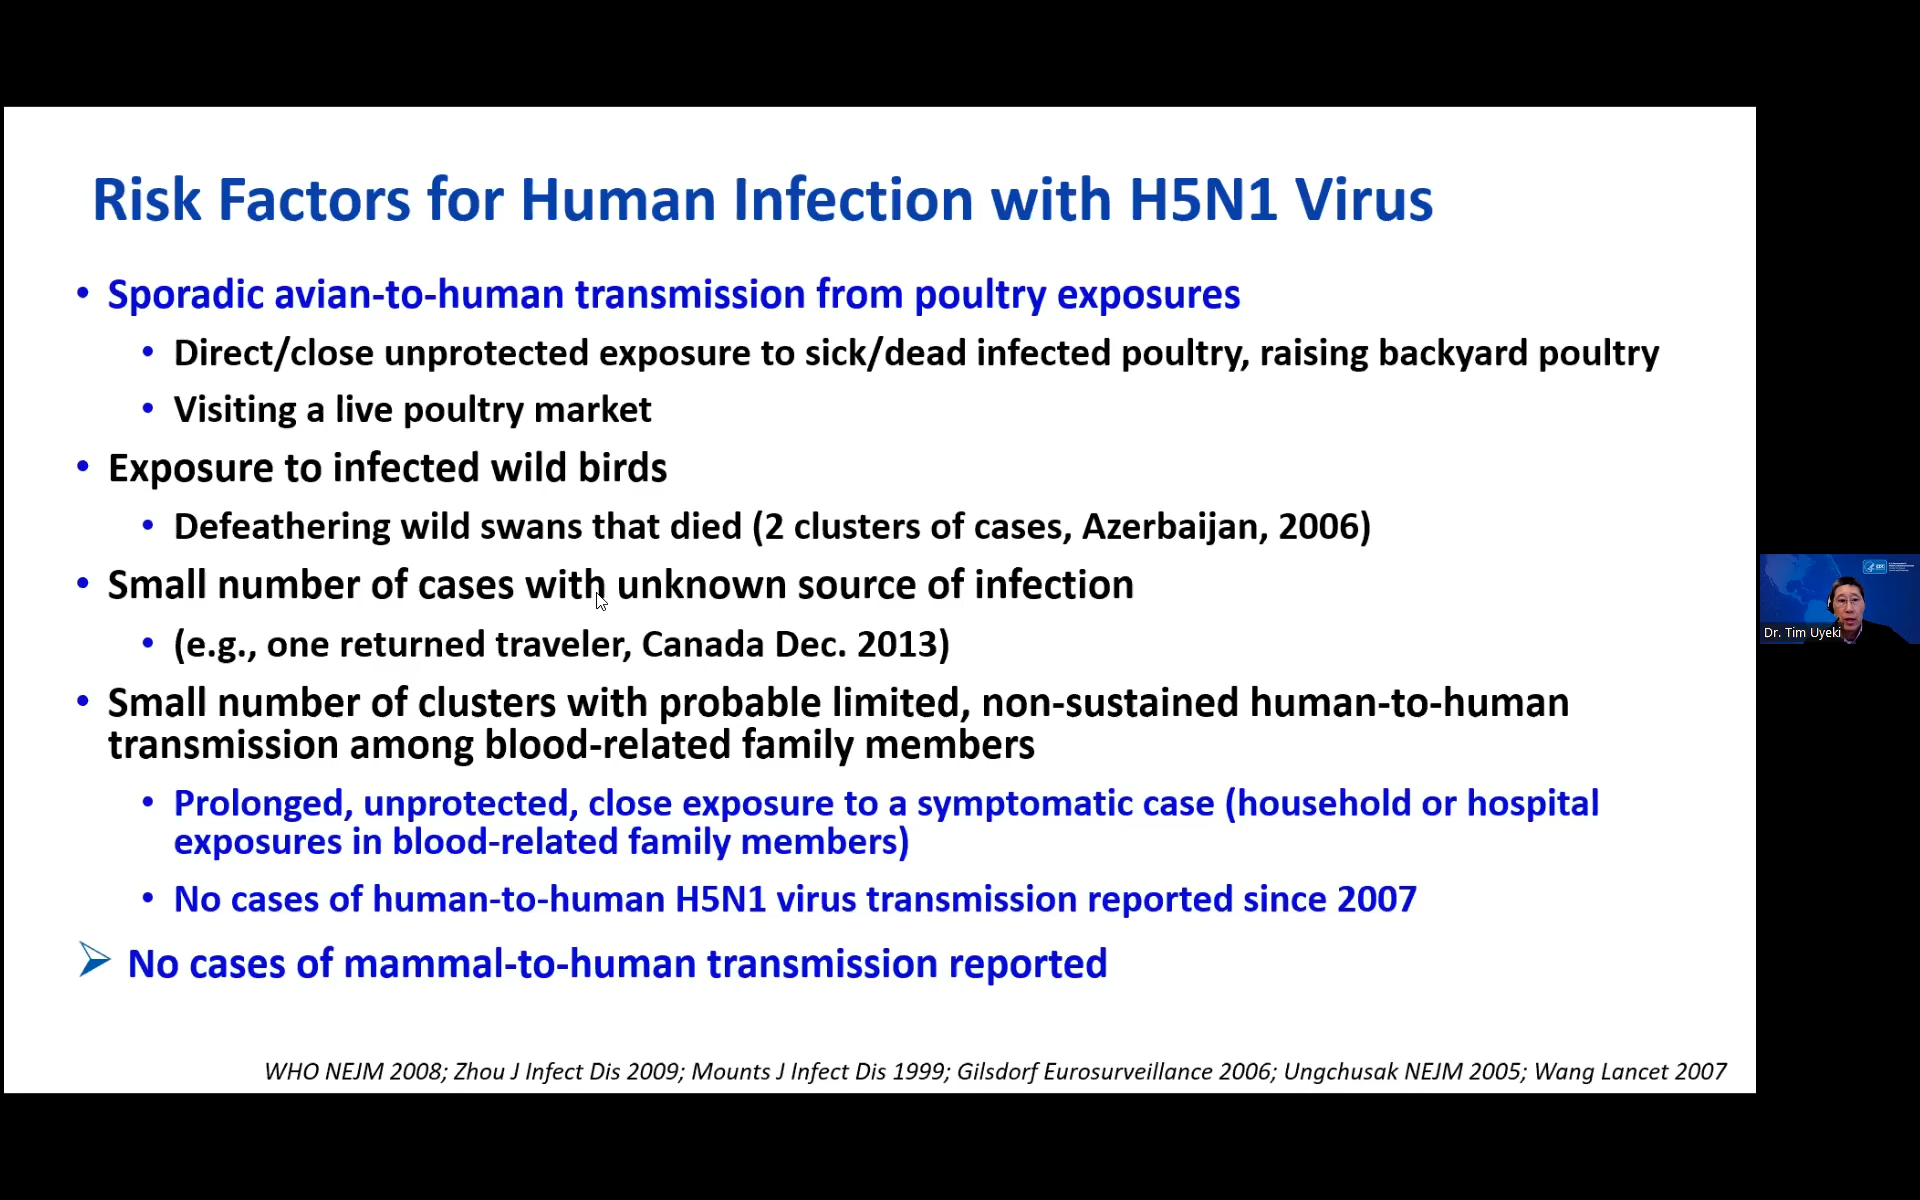 Risk Factors for Human Infection with H5N1 Virus
• Sporadic avian-to-human transmission from poultry exposures
• Direct/close unprotected exposure to sick/dead infected poultry, raising backyard poultry
• Visiting a live poultry market
• Exposure to infected wild birds
• Defeathering wild swans that died (2 clusters of cases, Azerbaijan, 2006)
• Small number of cases with unknown source of infection
• (e.g., one returned traveler, Canada Dec. 2013)
• Small number of clusters with probable limited, non-sustained human-to-human
transmission among blood-related family members
• Prolonged, unprotected, close exposure to a symptomatic case (household or hospital
exposures in blood-related family members)
• No cases of human-to-human H5N1 virus transmission reported since 2007
➢ No cases of mammal-to-human transmission reported
WHO NEJM 2008; Zhou J Infect Dis 2009; Mounts J Infect Dis 1999; Gilsdorf Eurosurveillance 2006; Ungchusak NEJM 2005; Wang Lancet 2007
CDC
Dr. Tim Uyeki